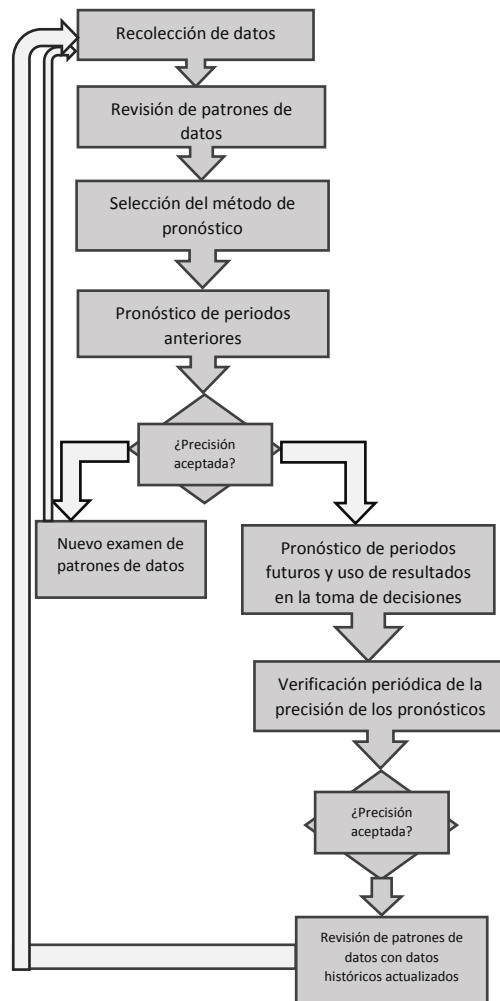 Recolección de datos
Revisión de patrones de
datos
Selección del método de
pronóstico
Pronóstico de periodos
anteriores
¿Precisión
aceptada?
Nuevo examen de
patrones de datos
Pronóstico de periodos
futuros y uso de resultados
en la toma de decisiones
Verificación periódica de la
precisión de los pronósticos
¿Precisión
aceptada?
Revisión de patrones de
datos con datos
históricos actualizados